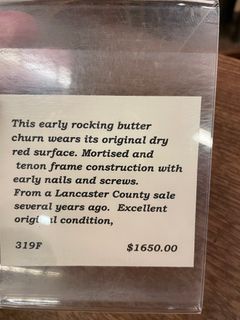 This early rocking butter
churn wears its original dry
red surface. Mortised and
tenon frame construction with
early nails and screws.
From a Lancaster County sale
several years ago. Excellent
original condition,
319F $1650.00